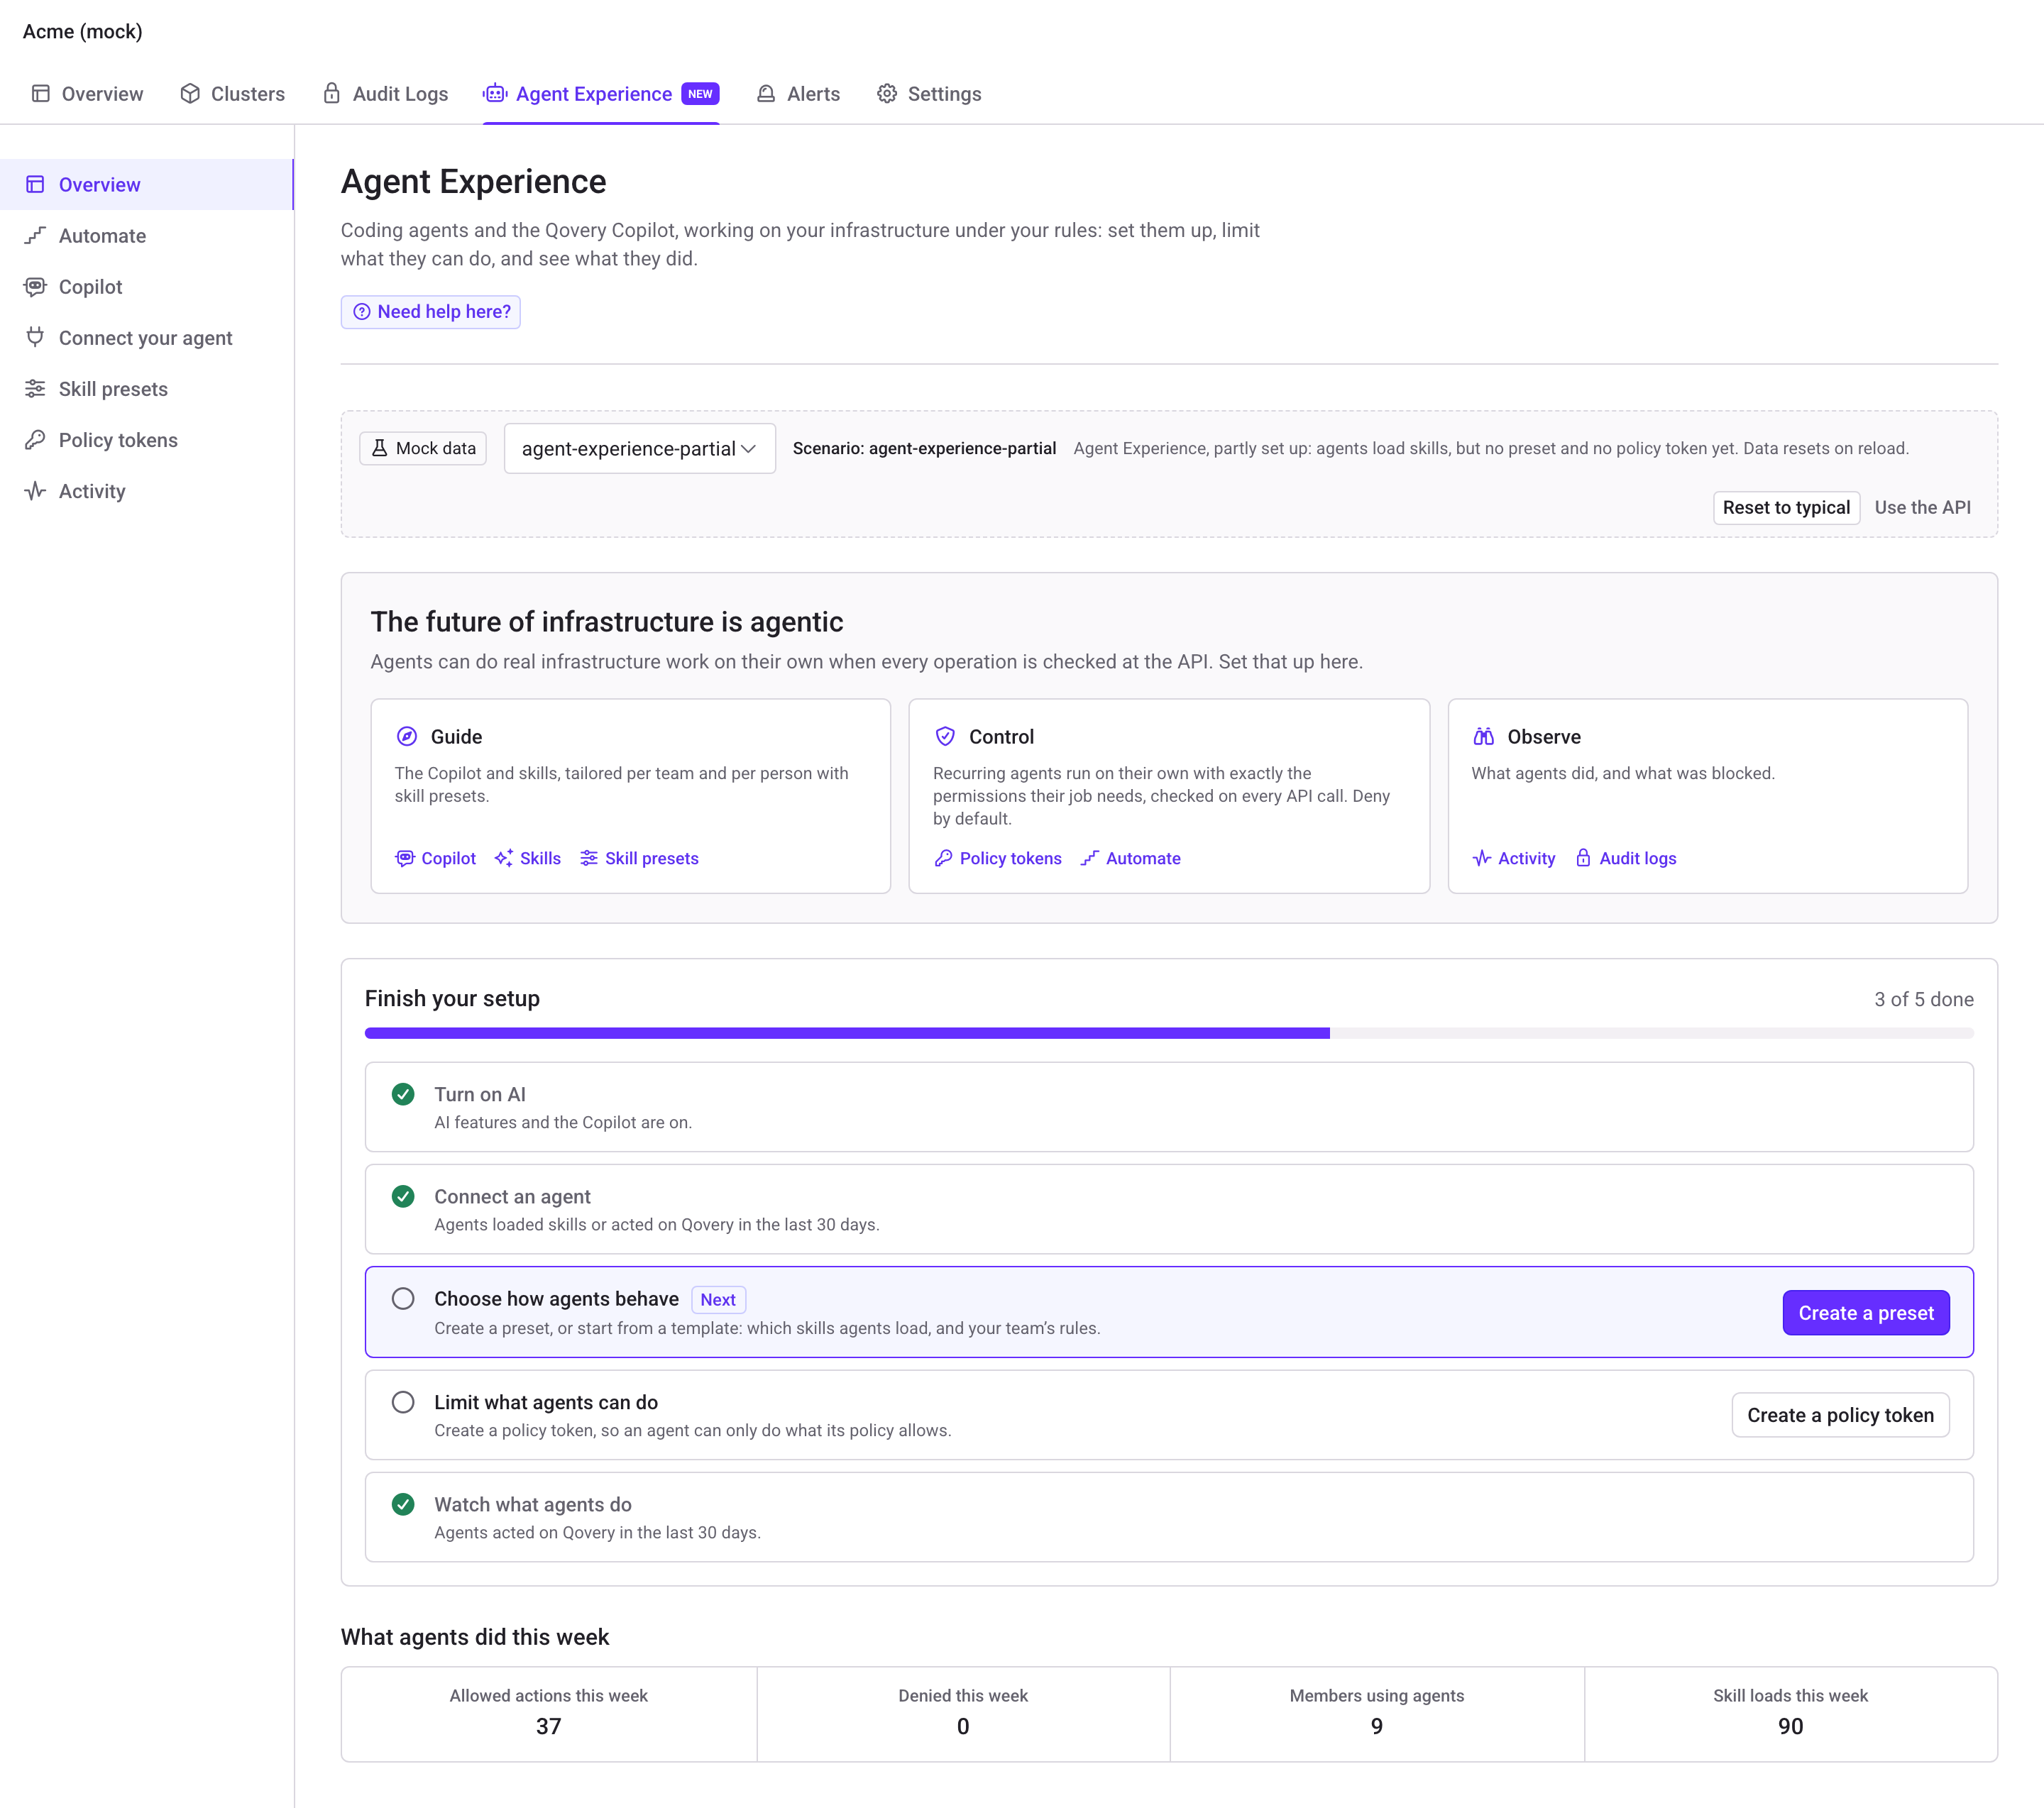 Acme (mock)
Overview
Clusters
Audit Logs
Agent Experience NEW
Alerts
Settings
Overview
Automate
Copilot
Connect your agent
Skill presets
Policy tokens
Activity
Agent Experience
Coding agents and the Qovery Copilot, working on your infrastructure under your rules: set them up, limit
what they can do, and see what they did.
Need help here?
Mock data
agent-experience-partial
Scenario: agent-experience-partial
Agent Experience, partly set up: agents load skills, but no preset and no policy token yet. Data resets on reload.
Reset to typical
Use the API
The future of infrastructure is agentic
Agents can do real infrastructure work on their own when every operation is checked at the API. Set that up here.
Guide
The Copilot and skills, tailored per team and per person with
skill presets.
Copilot
Skills
Skill presets
Control
Recurring agents run on their own with exactly the
permissions their job needs, checked on every API call. Deny
by default.
Policy tokens
Automate
Observe
What agents did, and what was blocked.
Activity
Audit logs
Finish your setup
3 of 5 done
Turn on AI
AI features and the Copilot are on.
Connect an agent
Agents loaded skills or acted on Qovery in the last 30 days.
Choose how agents behave
Next
Create a preset, or start from a template: which skills agents load, and your team’s rules.
Create a preset
Limit what agents can do
Create a policy token, so an agent can only do what its policy allows.
Create a policy token
Watch what agents do
Agents acted on Qovery in the last 30 days.
What agents did this week
Allowed actions this week
37
Denied this week
0
Members using agents
9
Skill loads this week
90